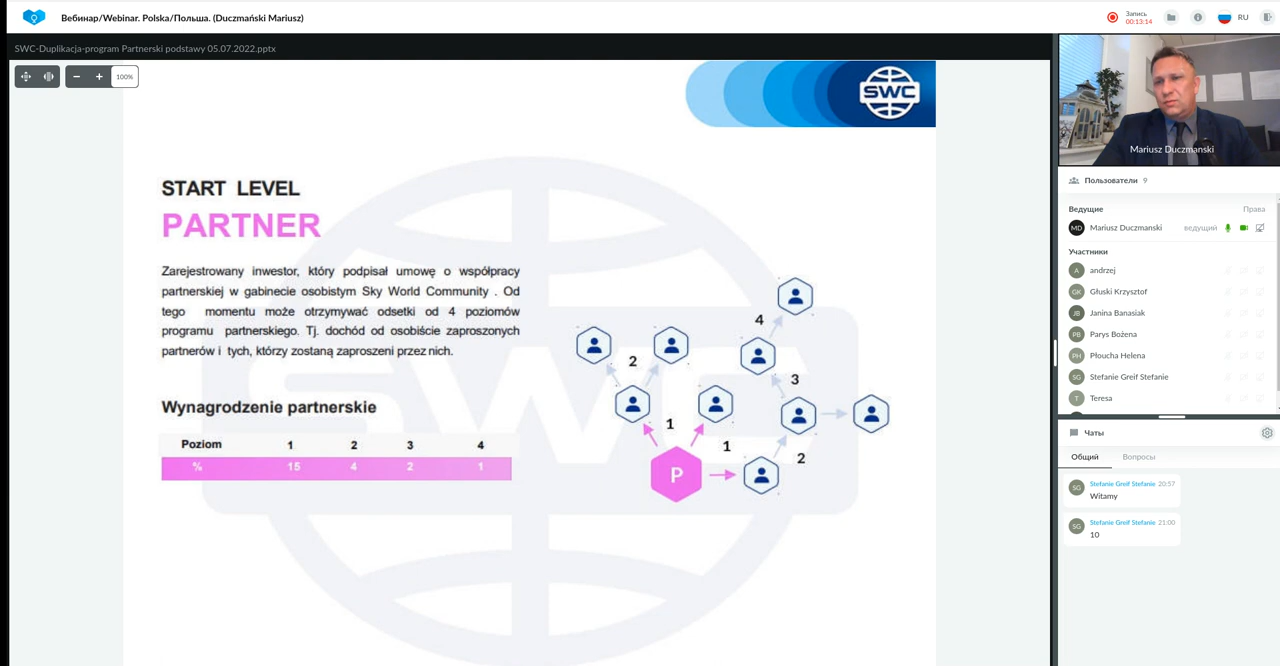 Вебинар/Webinar. Polska/Польша. (Duczmański Mariusz)
Запись
00:13:14
RU
SWC-Duplikacja-program Partnerski podstawy 05.07.2022.pptx
100%
SWC
START LEVEL
PARTNER
Zarejestrowany inwestor, który podpisał umowę o współpracy
partnerskiej w gabinecie osobistym Sky World Community . Od
tego momentu może otrzymywać odsetki od 4 poziomów
programu partnerskiego. Tj. dochód od osobiście zaproszonych
partnerów i tych, którzy zostaną zaproszeni przez nich.
Wynagrodzenie partnerskie
Poziom 1 2 3 4
% 15 4 2 1
4
2
3
1
1
2
P
Mariusz Duczmanski
Пользователи 9
Ведущие Права
MD Mariusz Duczmanski ведущий
Участники
A andrzej
GK Głuski Krzysztof
JB Janina Banasiak
PB Parys Bożena
PH Płoucha Helena
SG Stefanie Greif Stefanie
T Teresa
Чаты
Общий Вопросы
SG Stefanie Greif Stefanie 20:57
Witamy
SG Stefanie Greif Stefanie 21:00
10